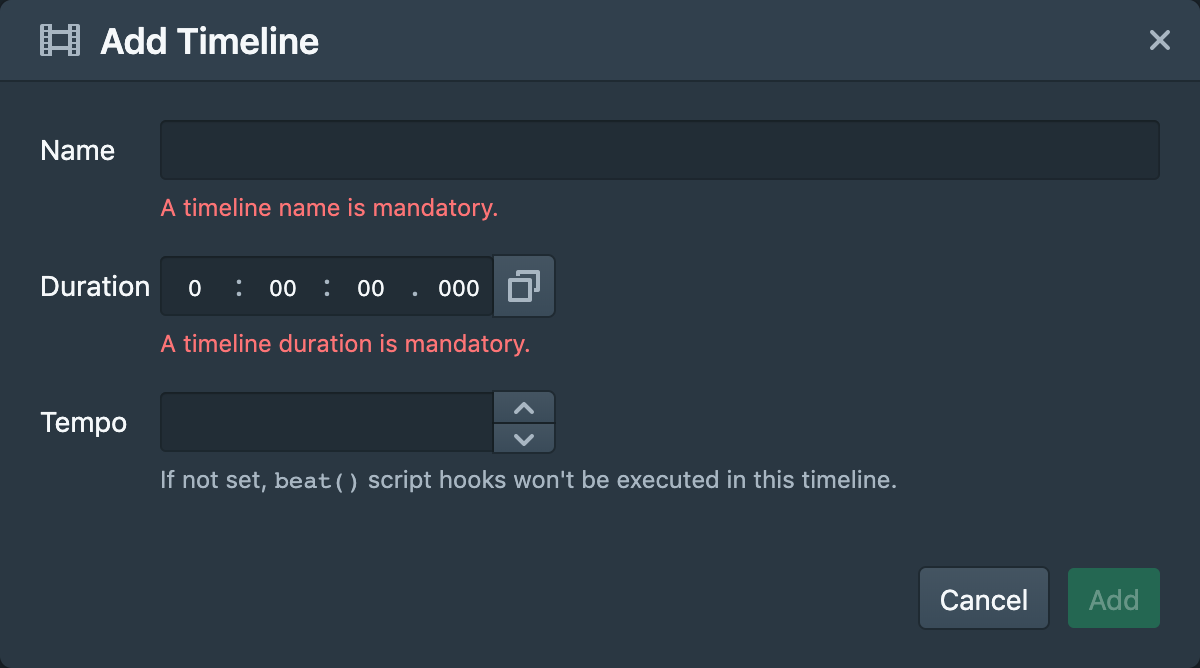 Add Timeline
Name
A timeline name is mandatory.
Duration 0 : 00 : 00 . 000
A timeline duration is mandatory.
Tempo
If not set, beat() script hooks won't be executed in this timeline.
Cancel Add